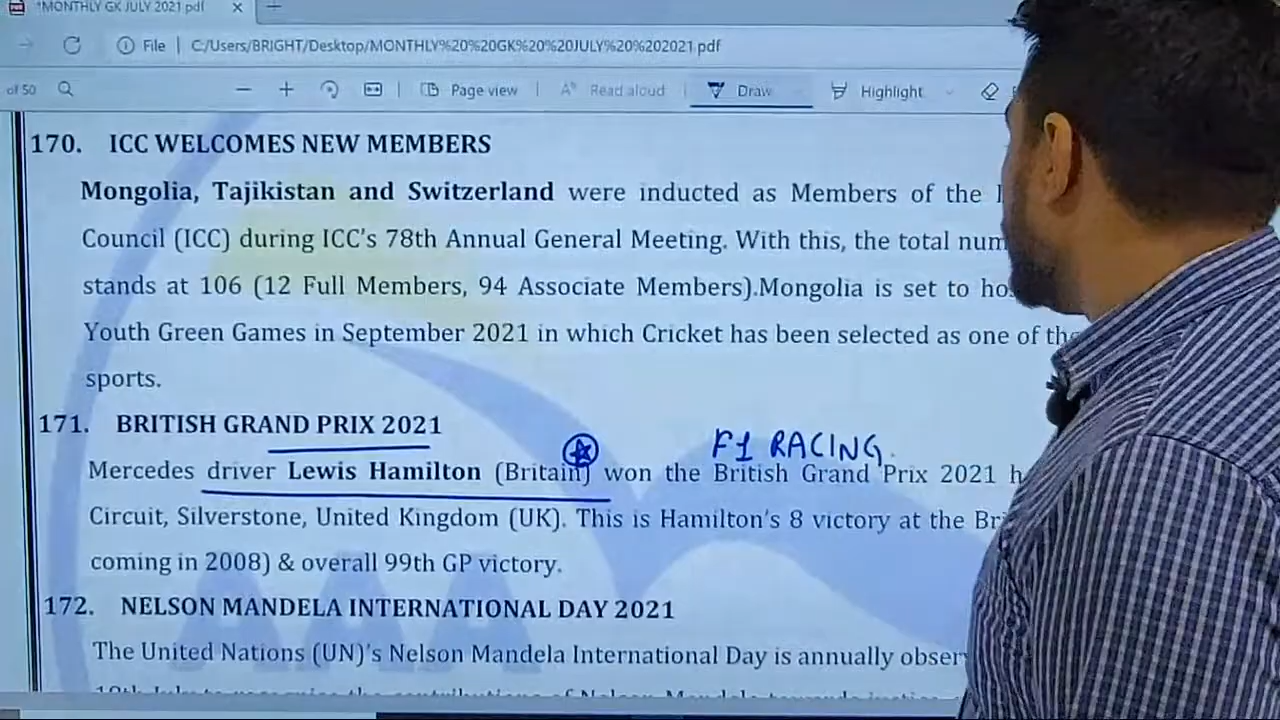 *MONTHLY GK JULY 2021.pdf
File | C:/Users/BRIGHT/Desktop/MONTHLY%20%20GK%20%20JULY%20%202021.pdf
of 50 Page view Read aloud Draw Highlight
170. ICC WELCOMES NEW MEMBERS
Mongolia, Tajikistan and Switzerland were inducted as Members of the
Council (ICC) during ICC's 78th Annual General Meeting. With this, the total num
stands at 106 (12 Full Members, 94 Associate Members).Mongolia is set to ho
Youth Green Games in September 2021 in which Cricket has been selected as one of the
sports.
171. BRITISH GRAND PRIX 2021
F1 RACING
Mercedes driver Lewis Hamilton (Britain) won the British Grand Prix 2021 h
Circuit, Silverstone, United Kingdom (UK). This is Hamilton's 8 victory at the Bri
coming in 2008) & overall 99th GP victory.
172. NELSON MANDELA INTERNATIONAL DAY 2021
The United Nations (UN)'s Nelson Mandela International Day is annually obser
AAA